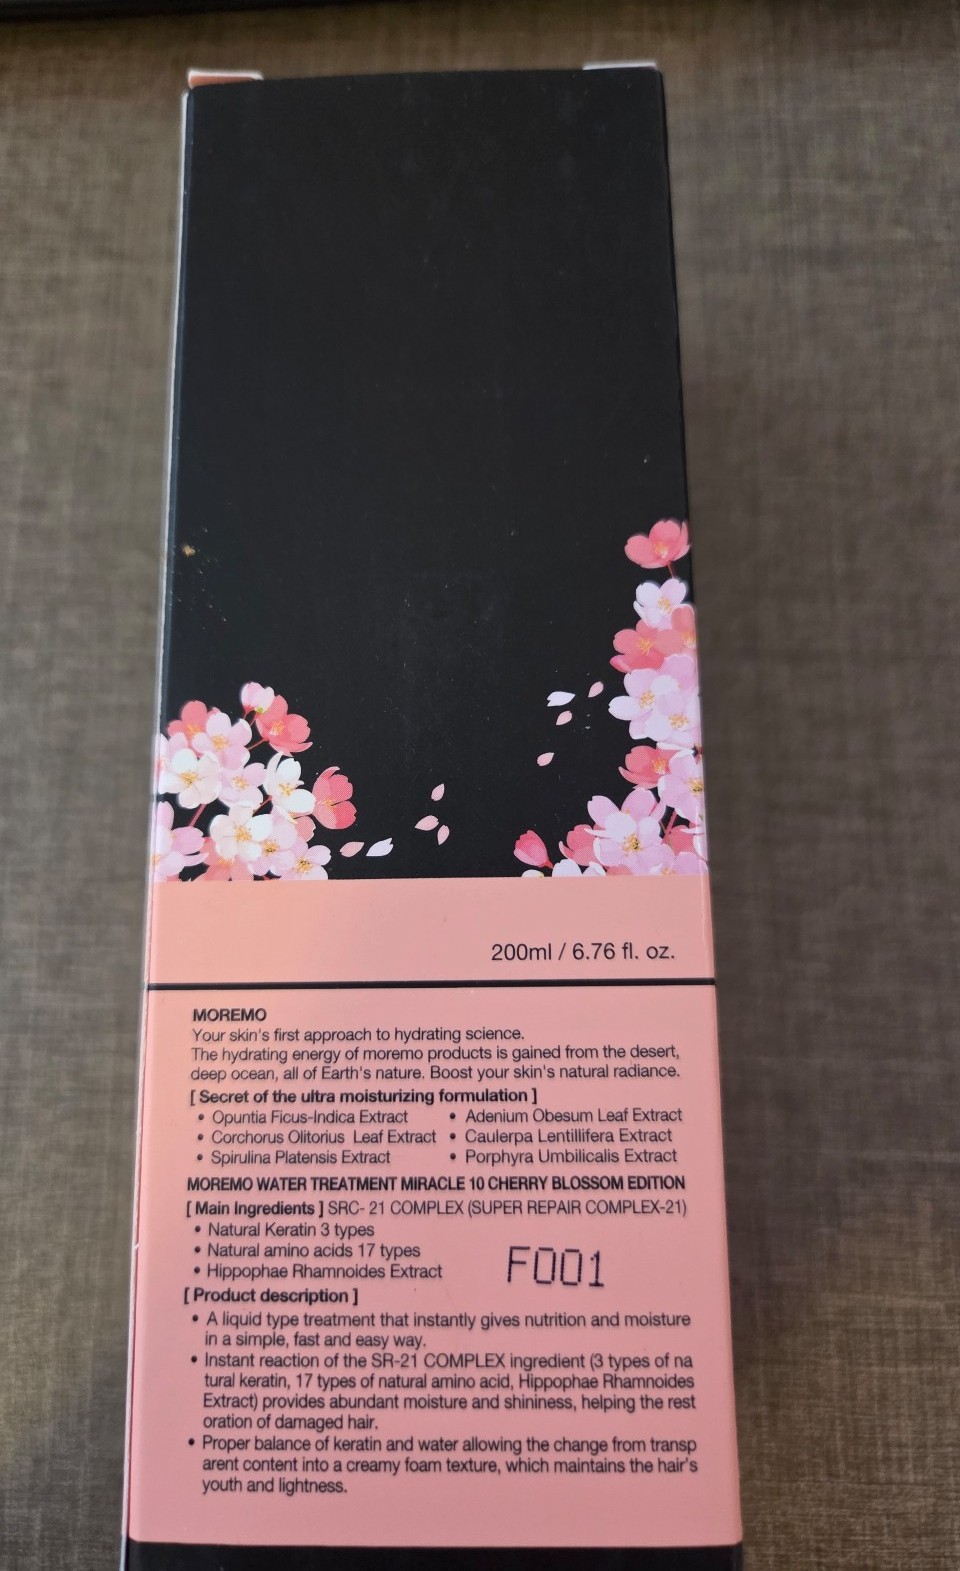 200ml / 6.76 fl. oz.
MOREMO
Your skin's first approach to hydrating science.
The hydrating energy of moremo products is gained from the desert,
deep ocean, all of Earth's nature. Boost your skin's natural radiance.
[ Secret of the ultra moisturizing formulation ]
• Opuntia Ficus-Indica Extract • Adenium Obesum Leaf Extract
• Corchorus Olitorius Leaf Extract • Caulerpa Lentillifera Extract
• Spirulina Platensis Extract • Porphyra Umbilicalis Extract
MOREMO WATER TREATMENT MIRACLE 10 CHERRY BLOSSOM EDITION
[ Main Ingredients ] SRC- 21 COMPLEX (SUPER REPAIR COMPLEX-21)
• Natural Keratin 3 types
• Natural amino acids 17 types
• Hippophae Rhamnoides Extract
F001
[ Product description ]
• A liquid type treatment that instantly gives nutrition and moisture
in a simple, fast and easy way.
• Instant reaction of the SR-21 COMPLEX ingredient (3 types of na
tural keratin, 17 types of natural amino acid, Hippophae Rhamnoides
Extract) provides abundant moisture and shininess, helping the rest
oration of damaged hair.
• Proper balance of keratin and water allowing the change from transp
arent content into a creamy foam texture, which maintains the hair's
youth and lightness.